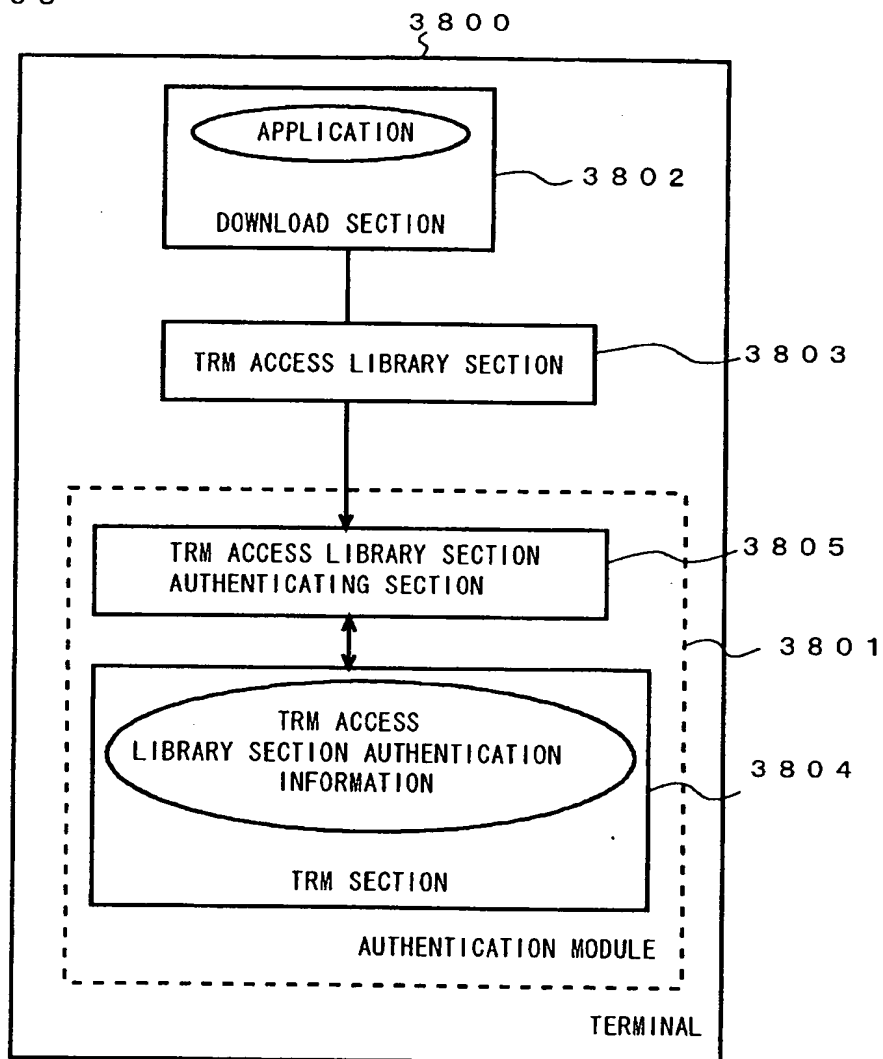 3800
APPLICATION
3802
DOWNLOAD SECTION
TRM ACCESS LIBRARY SECTION
3803
TRM ACCESS LIBRARY SECTION
AUTHENTICATING SECTION
3805
3801
TRM ACCESS
LIBRARY SECTION AUTHENTICATION
INFORMATION
3804
TRM SECTION
AUTHENTICATION MODULE
TERMINAL